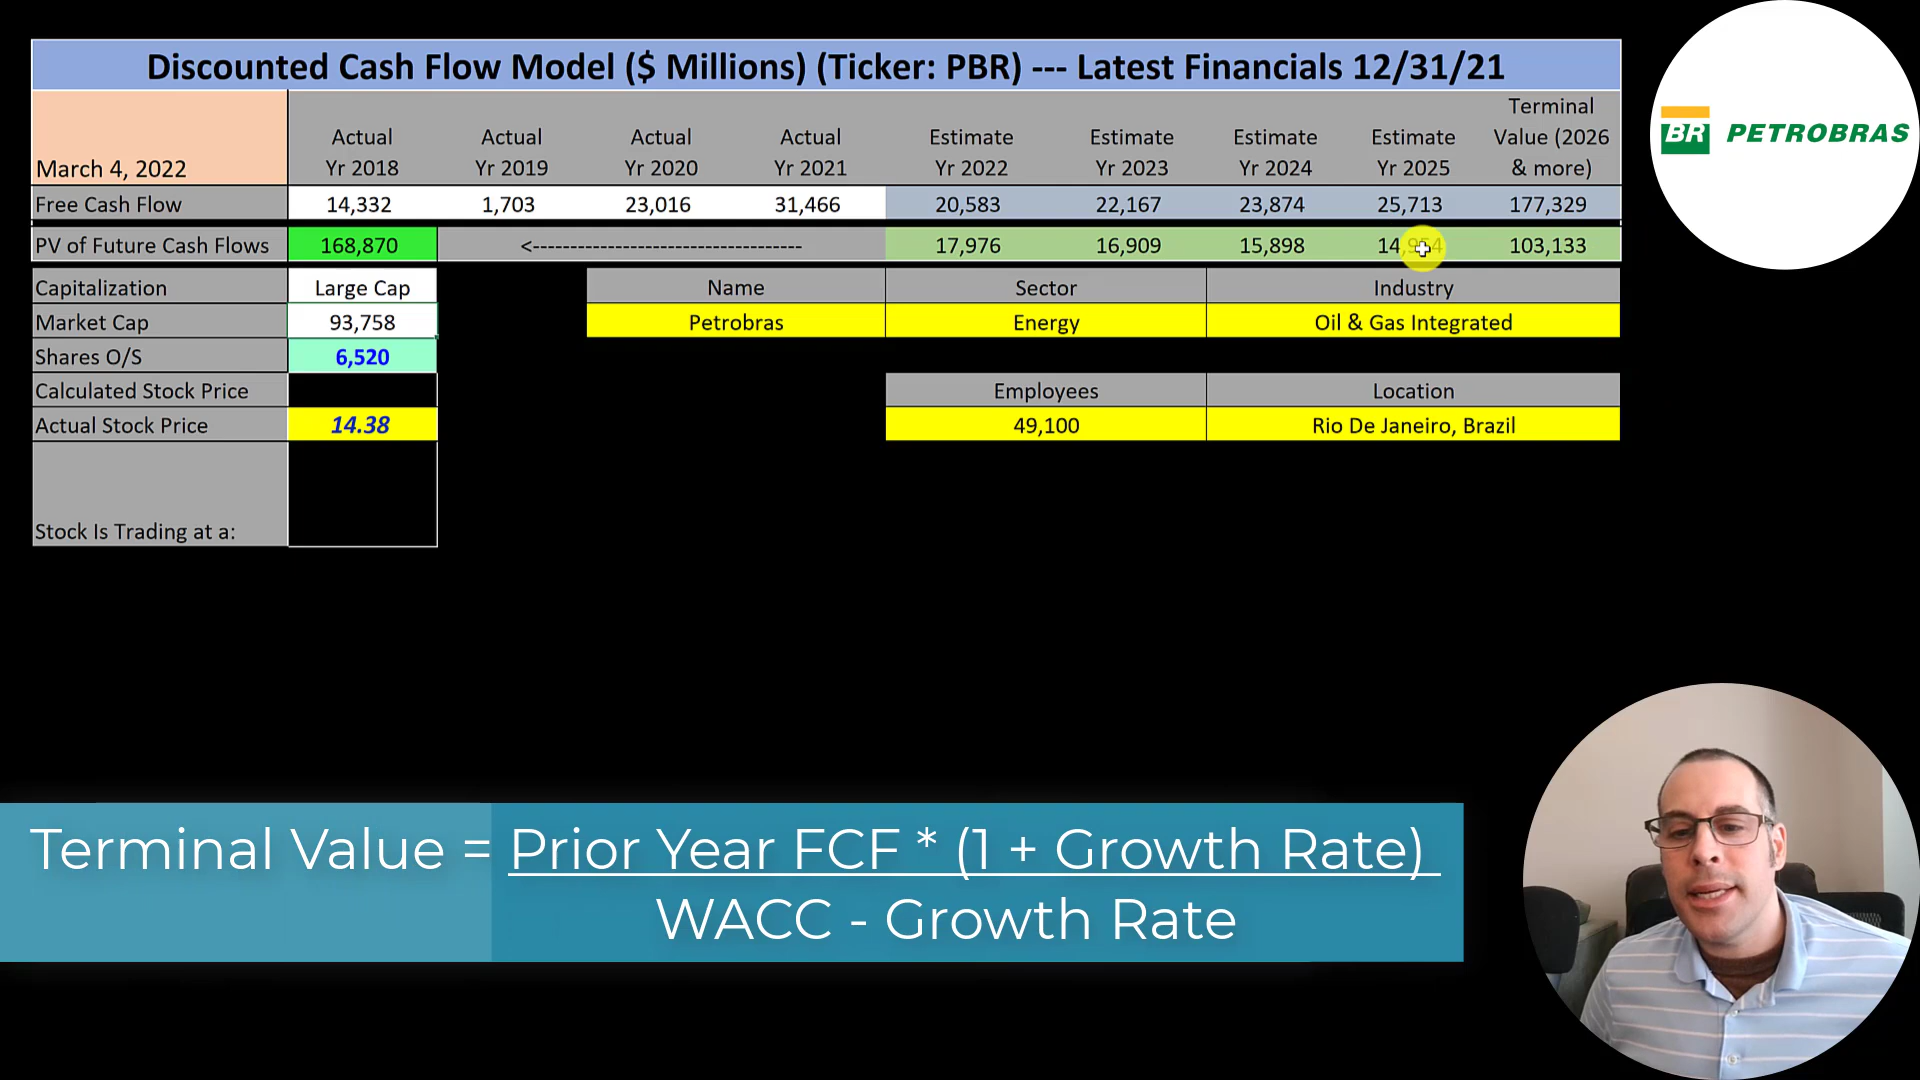 Discounted Cash Flow Model ($ Millions) (Ticker: PBR) --- Latest Financials 12/31/21
March 4, 2022 Actual Yr 2018 Actual Yr 2019 Actual Yr 2020 Actual Yr 2021 Estimate Yr 2022 Estimate Yr 2023 Estimate Yr 2024 Estimate Yr 2025 Terminal Value (2026 & more)
Free Cash Flow 14,332 1,703 23,016 31,466 20,583 22,167 23,874 25,713 177,329
PV of Future Cash Flows 168,870 <----------------------------------- 17,976 16,909 15,898 103,133
Capitalization Large Cap Name Sector Industry
Market Cap 93,758 Petrobras Energy Oil & Gas Integrated
Shares O/S 6,520
Calculated Stock Price Employees Location
Actual Stock Price 14.38 49,100 Rio De Janeiro, Brazil
Stock Is Trading at a:
BR PETROBRAS
Terminal Value = Prior Year FCF * (1 + Growth Rate)
WACC - Growth Rate